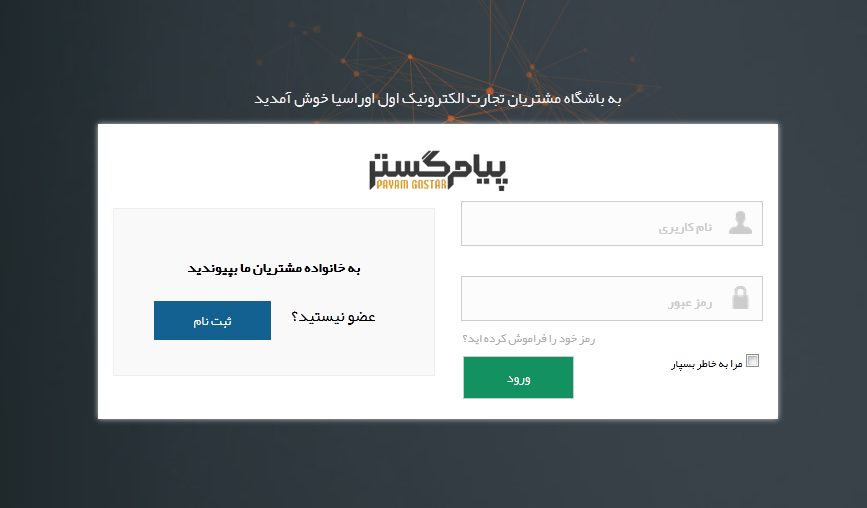 به باشگاه مشتریان تجارت الکترونیک اول اوراسیا خوش آمدید
پیام گستر
PAYAM GOSTAR
نام کاربری
رمز عبور
رمز خود را فراموش کرده اید؟
مرا به خاطر بسپار
ورود
به خانواده مشتریان ما بپیوندید
عضو نیستید؟
ثبت نام